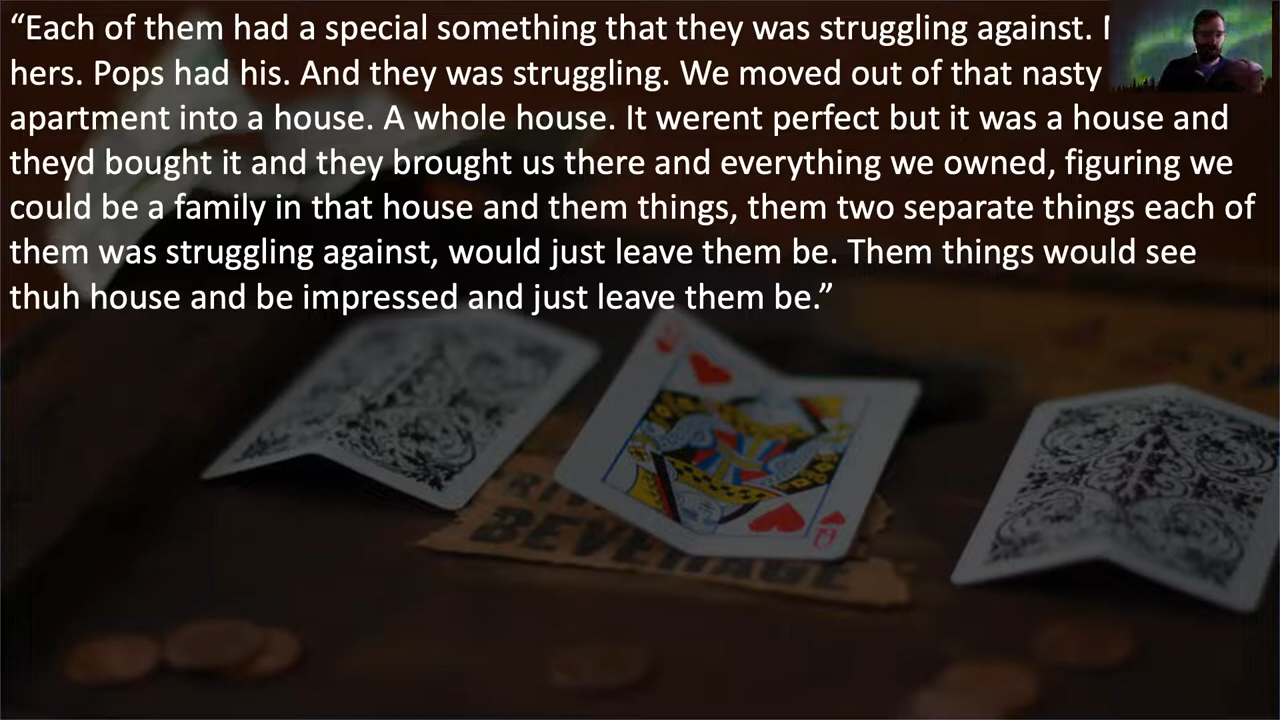 “Each of them had a special something that they was struggling against.
hers. Pops had his. And they was struggling. We moved out of that nasty
apartment into a house. A whole house. It werent perfect but it was a house and
theyd bought it and they brought us there and everything we owned, figuring we
could be a family in that house and them things, them two separate things each of
them was struggling against, would just leave them be. Them things would see
thuh house and be impressed and just leave them be.”
BEVERAGE